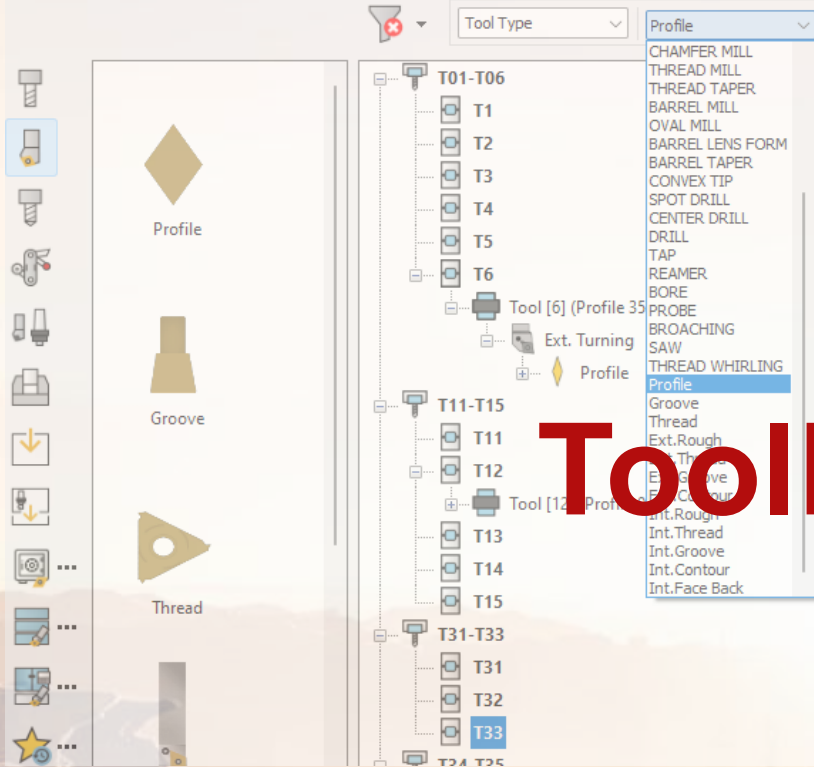 Tool Type
Profile
CHAMFER MILL
THREAD MILL
THREAD TAPER
BARREL MILL
OVAL MILL
BARREL LENS FORM
BARREL TAPER
CONVEX TIP
SPOT DRILL
CENTER DRILL
DRILL
TAP
REAMER
BORE
PROBE
BROACHING
SAW
THREAD WHIRLING
Profile
Groove
Thread
Ext.Rough
Int.Rough
Int.Thread
Int.Groove
Int.Contour
Int.Face Back
Profile
Groove
Thread
T01-T06
T1
T2
T3
T4
T5
T6
Tool [6] (Profile 35
Ext. Turning
Profile
T11-T15
T11
T12
Tool [12
T13
T14
T15
T31-T33
T31
T32
T33
Tool